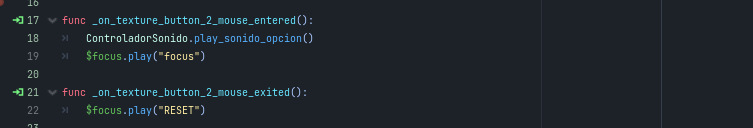 16
17 func _on_texture_button_2_mouse_entered():
18 ControladorSonido.play_sonido_opcion()
19 $focus.play("focus")
20
21 func _on_texture_button_2_mouse_exited():
22 $focus.play("RESET")
23